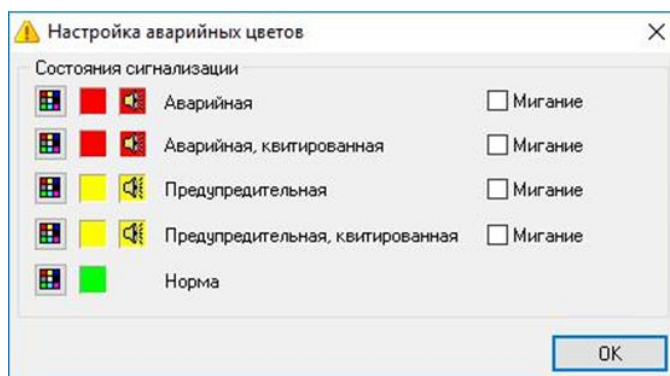 Настройка аварийных цветов
Состояния сигнализации
Аварийная Мигание
Аварийная, квитированная Мигание
Предупредительная Мигание
Предупредительная, квитированная Мигание
Норма
OK